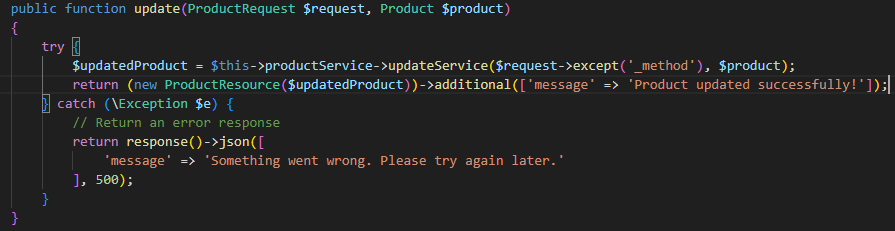 public function update(ProductRequest $request, Product $product)
{
    try {
        $updatedProduct = $this->productService->updateService($request->except('_method'), $product);
        return (new ProductResource($updatedProduct))->additional(['message' => 'Product updated successfully!']);
    } catch (\Exception $e) {
        // Return an error response
        return response()->json([
            'message' => 'Something went wrong. Please try again later.'
        ], 500);
    }
}